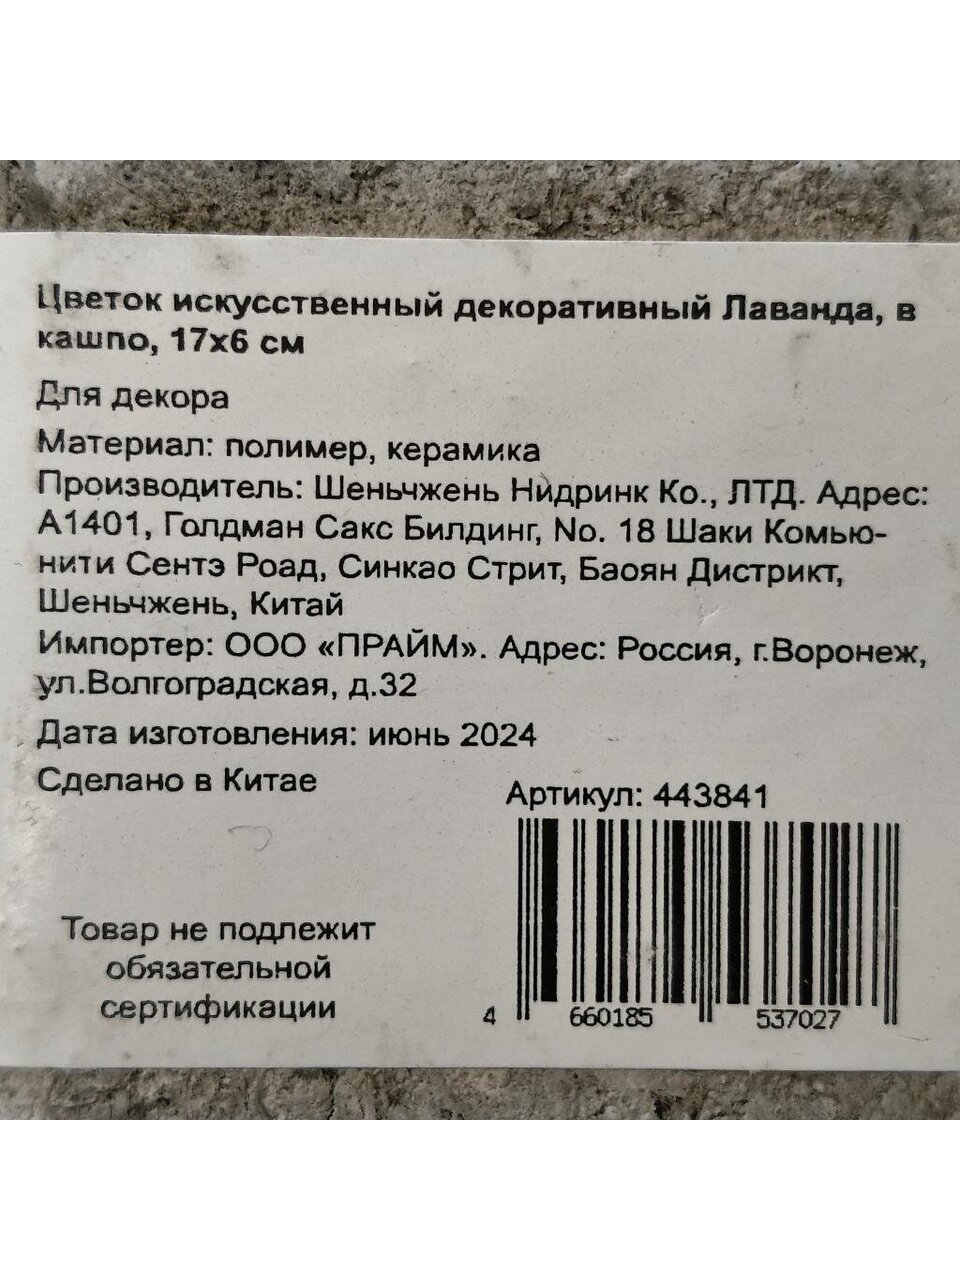 Цветок искусственный декоративный Лаванда, в
кашпо, 17х6 см
Для декора
Материал: полимер, керамика
Производитель: Шеньчжень Нидринк Ко., ЛТД. Адрес:
А1401, Голдман Сакс Билдинг, No. 18 Шаки Комью-
нити Сентэ Роад, Синкао Стрит, Баоян Дистрикт,
Шеньчжень, Китай
Импортер: ООО «ПРАЙМ». Адрес: Россия, г.Воронеж,
ул.Волгоградская, д.32
Дата изготовления: июнь 2024
Сделано в Китае
Артикул: 443841
Товар не подлежит
обязательной
сертификации
4 660185 537027